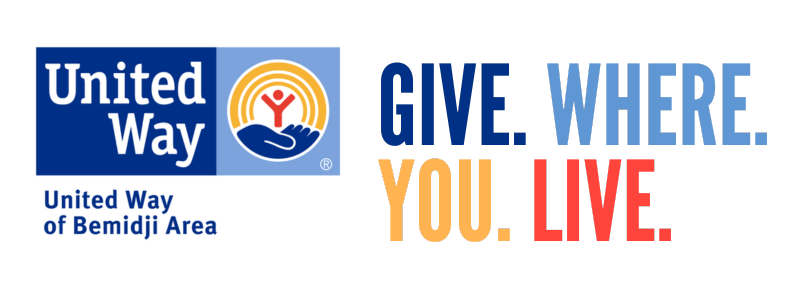 United
Way
®
United Way
of Bemidji Area
GIVE. WHERE.
YOU. LIVE.